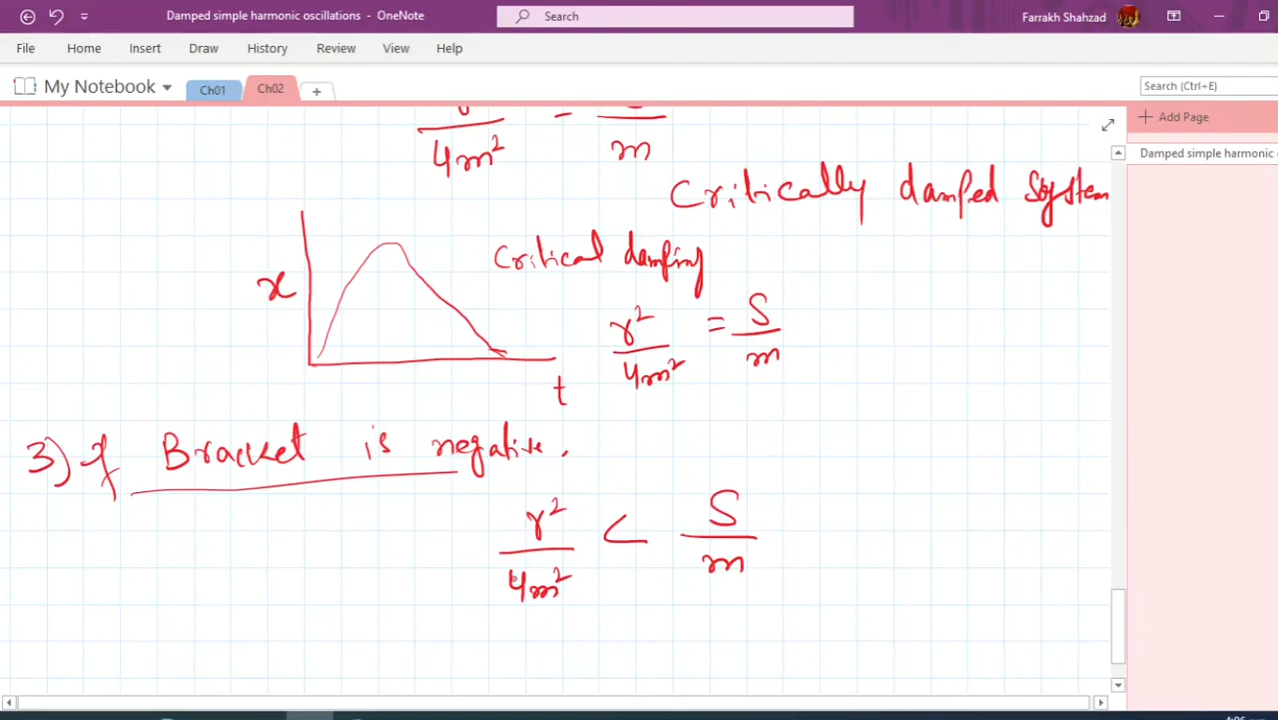 Damped simple harmonic oscillations - OneNote
Search
Farrakh Shahzad
File Home Insert Draw History Review View Help
My Notebook
Ch01
Ch02
+
Search (Ctrl+E)
+ Add Page
Damped simple harmonic
4m² = m
Critically damped System
Critical damping
x
r²/4m² = S/m
t
3) If Bracket is negative.
r²/4m² < S/m